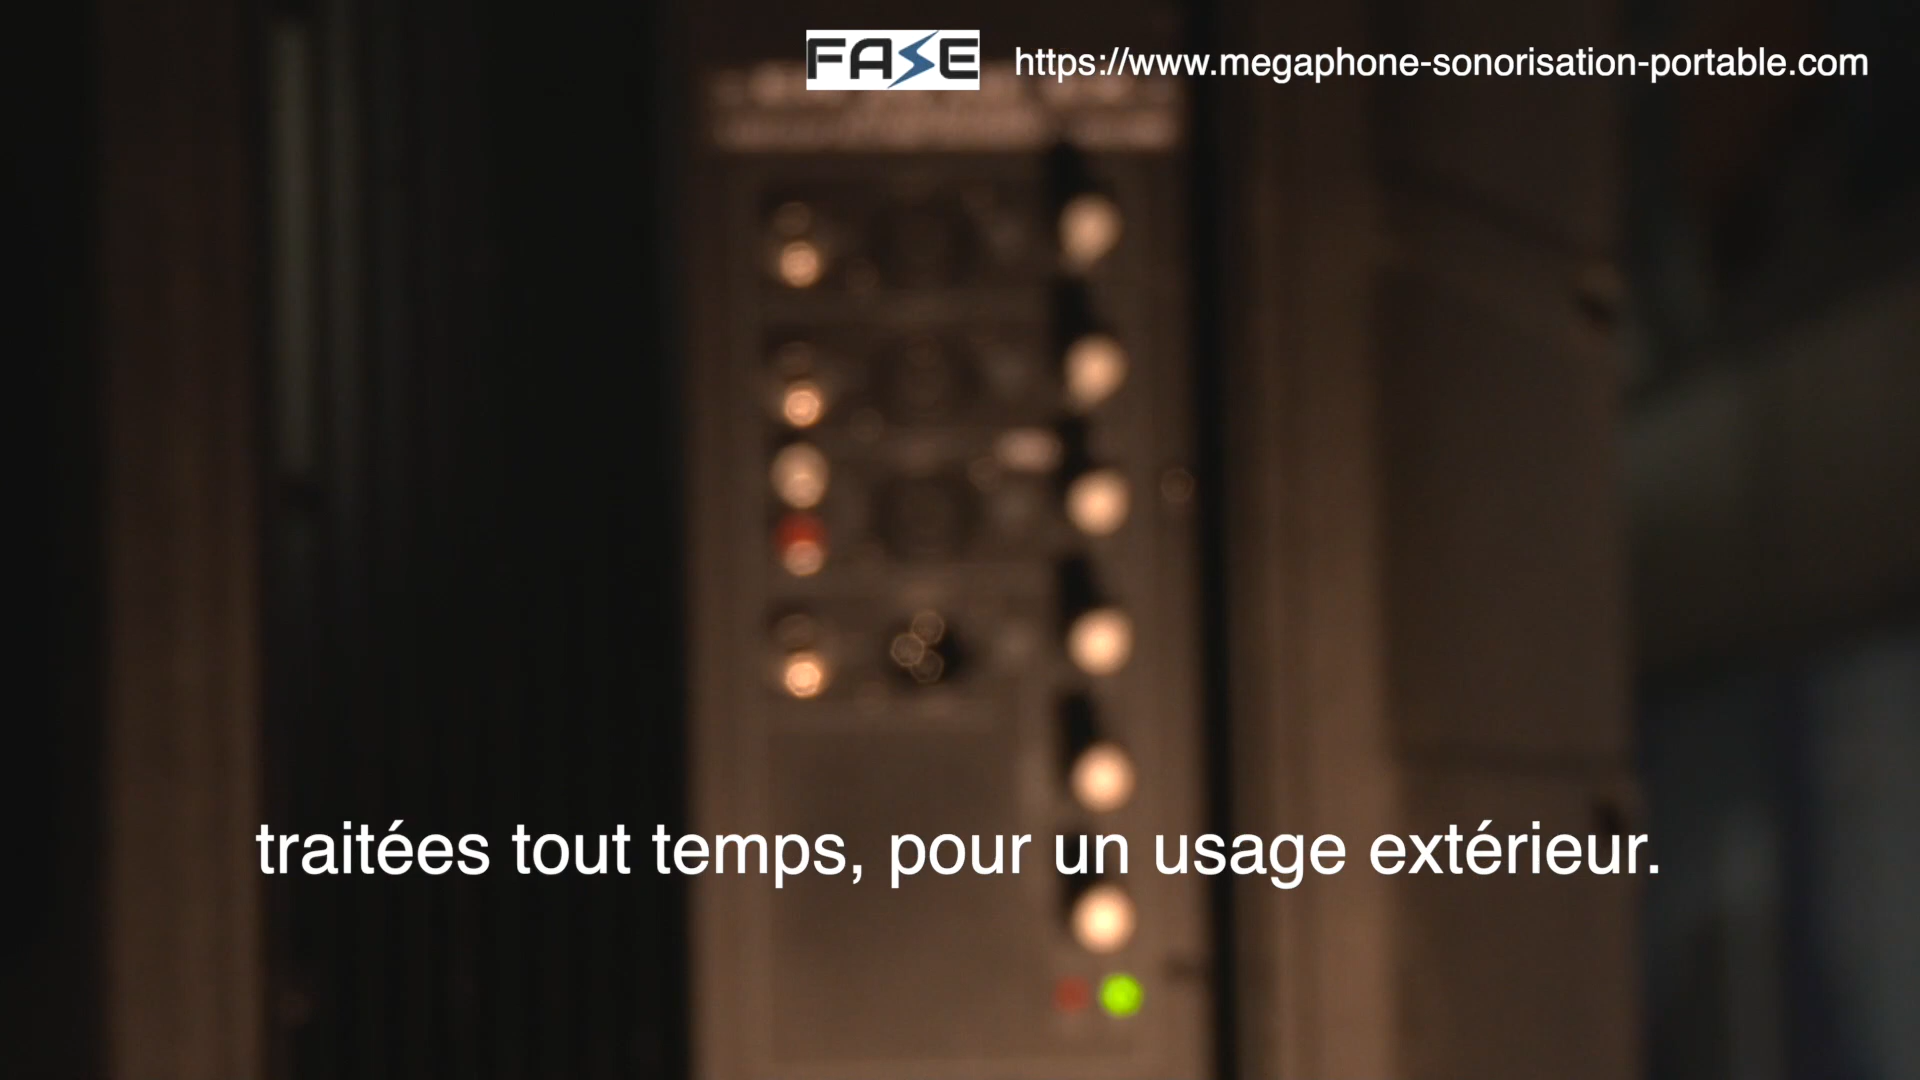 FASE https://www.megaphone-sonorisation-portable.com
traitées tout temps, pour un usage extérieur.